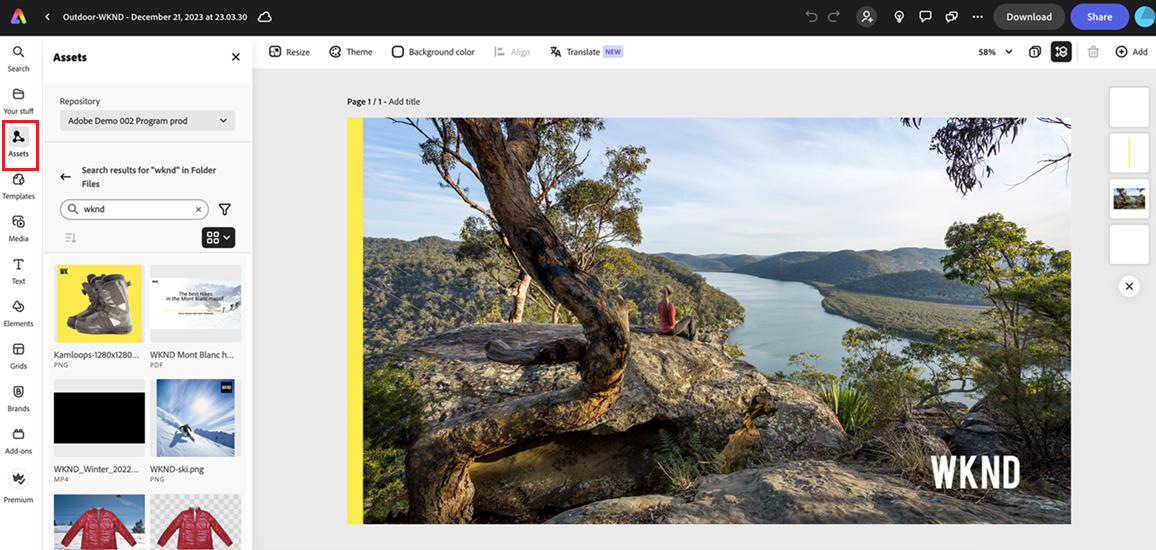 Outdoor-WKND - December 21, 2023 at 23.03.30
Download
Share
Search
Your stuff
Assets
Templates
Media
Text
Elements
Grids
Brands
Add-ons
Premium
Assets
Repository
Adobe Demo 002 Program prod
Search results for "wknd" in Folder
Files
wknd
WK
Kamloops-1280x1280...
PNG
WKND
The best Hikes
in the Mont Blanc massif
WKND Mont Blanc h...
PDF
WKND_Winter_2022...
MP4
WKND
WKND-ski.png
PNG
Resize
Theme
Background color
Align
Translate NEW
58%
1
Add
Page 1 / 1 - Add title
WKND